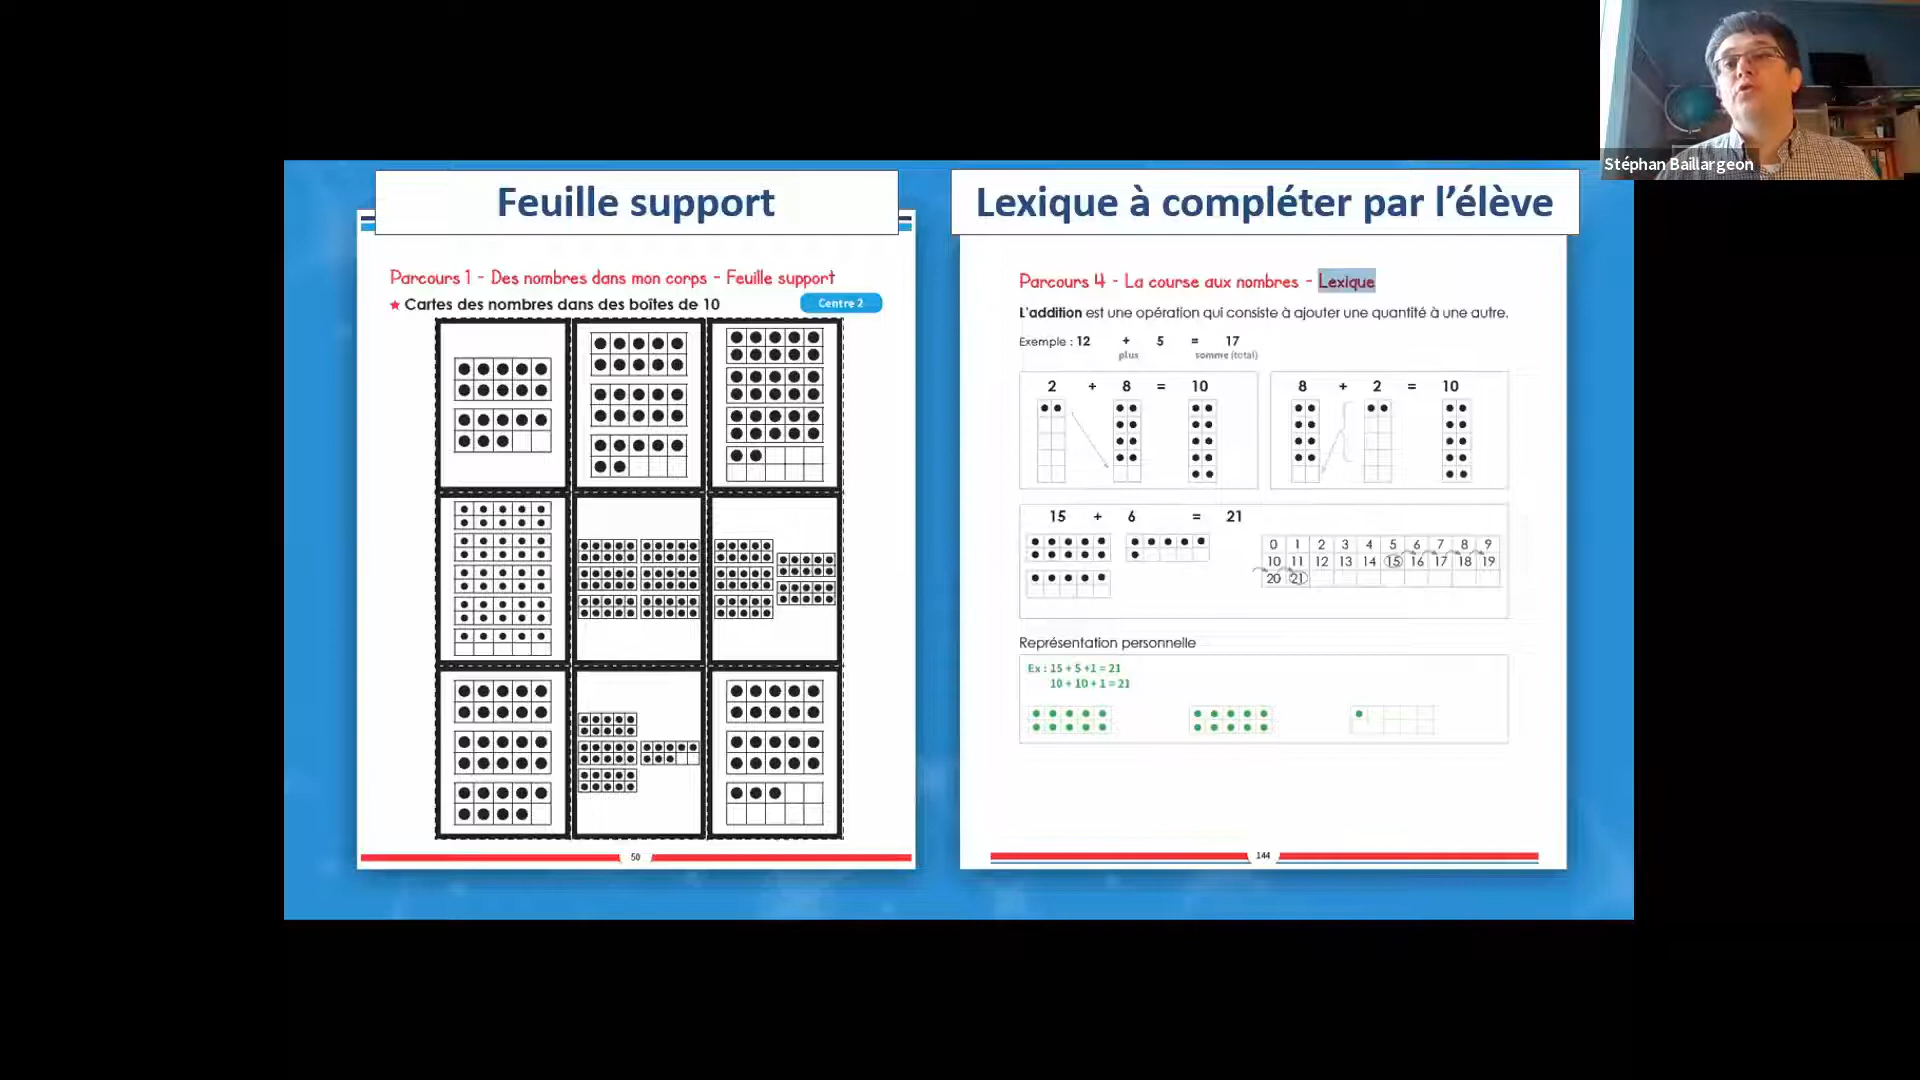 Stéphan Baillargeon
Feuille support
Parcours 1 - Des nombres dans mon corps - Feuille support
★ Cartes des nombres dans des boîtes de 10
Centre 2
50
Lexique à compléter par l'élève
Parcours 4 - La course aux nombres - Lexique
L'addition est une opération qui consiste à ajouter une quantité à une autre.
Exemple : 12 + 5 = 17
plus somme (total)
2 + 8 = 10
8 + 2 = 10
15 + 6 = 21
0 1 2 3 4 5 6 7 8 9
10 11 12 13 14 15 16 17 18 19
20 21
Représentation personnelle
Ex : 15 + 5 +1 = 21
10 + 10 + 1 = 21
144